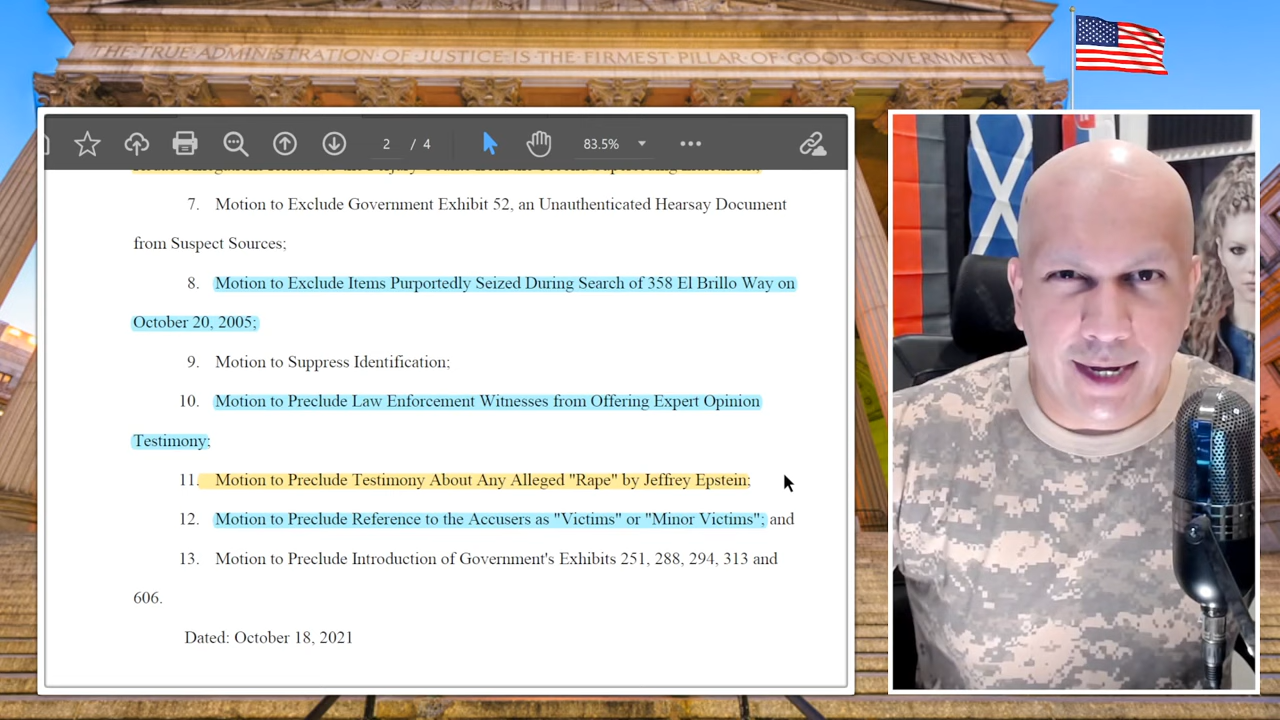 THE TRUE ADMINISTRATION OF JUSTICE IS THE FIRMEST PILLAR OF GOOD GOVERNMENT
2 / 4
83.5%
7. Motion to Exclude Government Exhibit 52, an Unauthenticated Hearsay Document
from Suspect Sources;
8. Motion to Exclude Items Purportedly Seized During Search of 358 El Brillo Way on
October 20, 2005;
9. Motion to Suppress Identification;
10. Motion to Preclude Law Enforcement Witnesses from Offering Expert Opinion
Testimony;
11. Motion to Preclude Testimony About Any Alleged "Rape" by Jeffrey Epstein;
12. Motion to Preclude Reference to the Accusers as "Victims" or "Minor Victims"; and
13. Motion to Preclude Introduction of Government's Exhibits 251, 288, 294, 313 and
606.
Dated: October 18, 2021